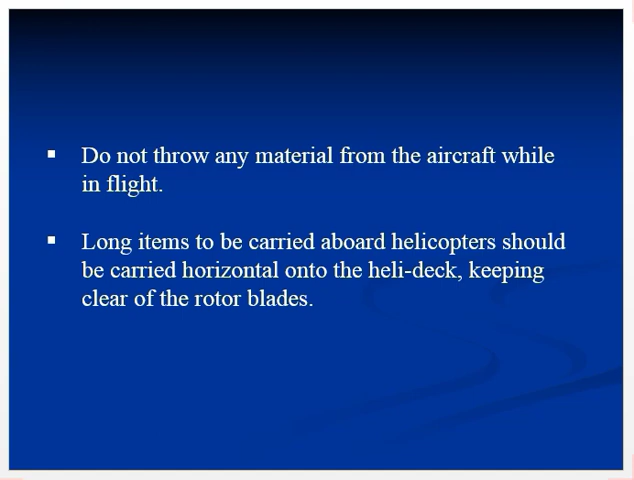 ▪ Do not throw any material from the aircraft while
in flight.
▪ Long items to be carried aboard helicopters should
be carried horizontal onto the heli-deck, keeping
clear of the rotor blades.